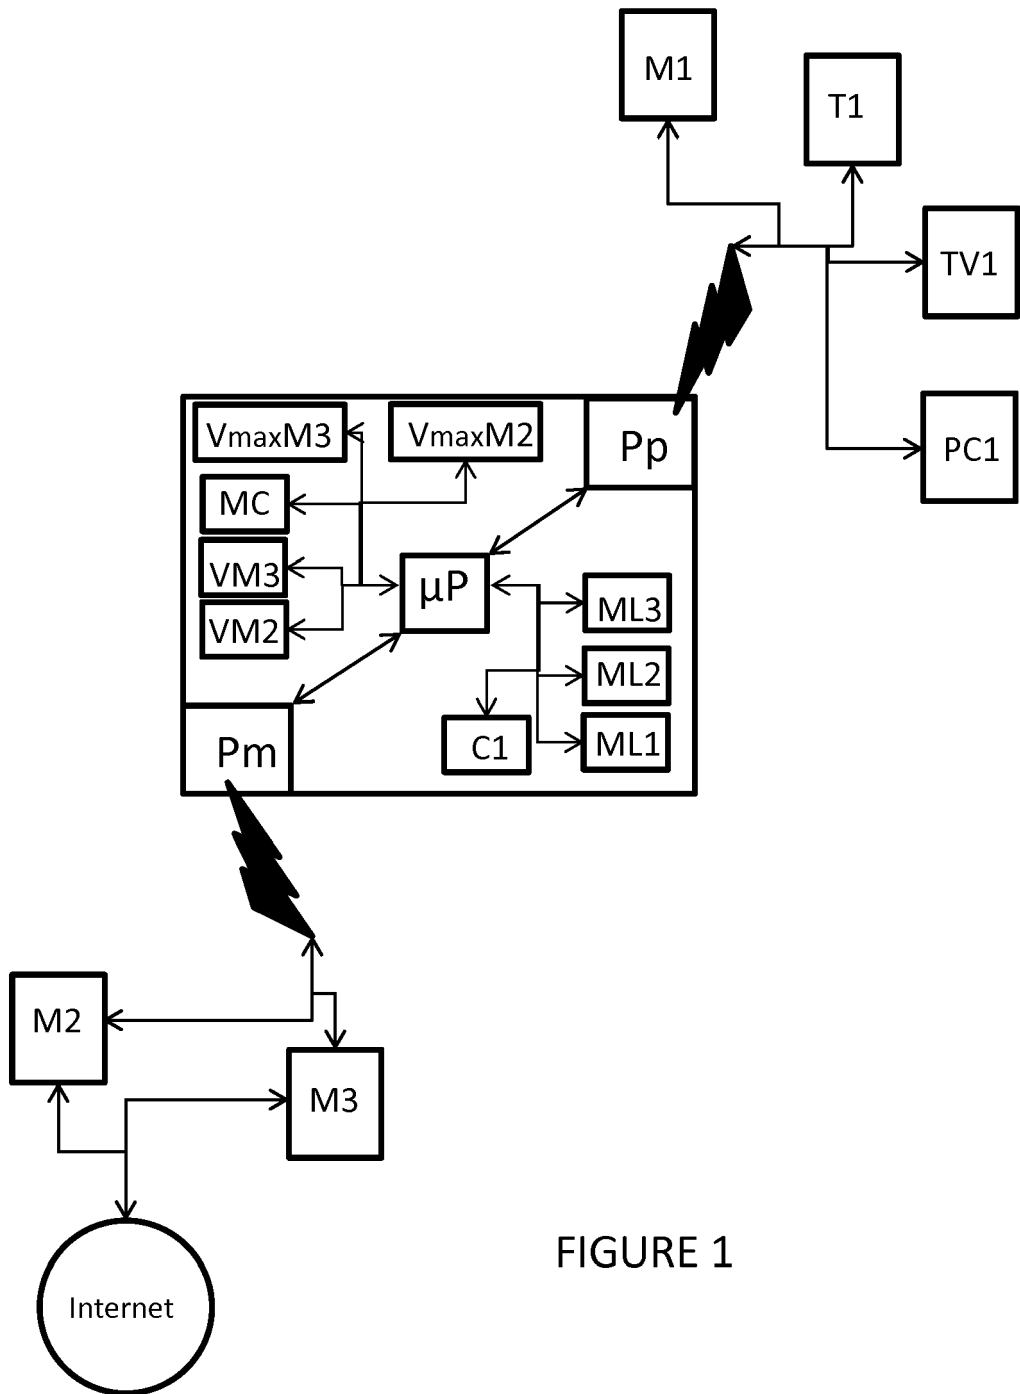 M1
T1
TV1
PC1
VmaxM3
VmaxM2
Pp
MC
VM3
VM2
µP
ML3
ML2
ML1
C1
Pm
M2
M3
Internet
FIGURE 1